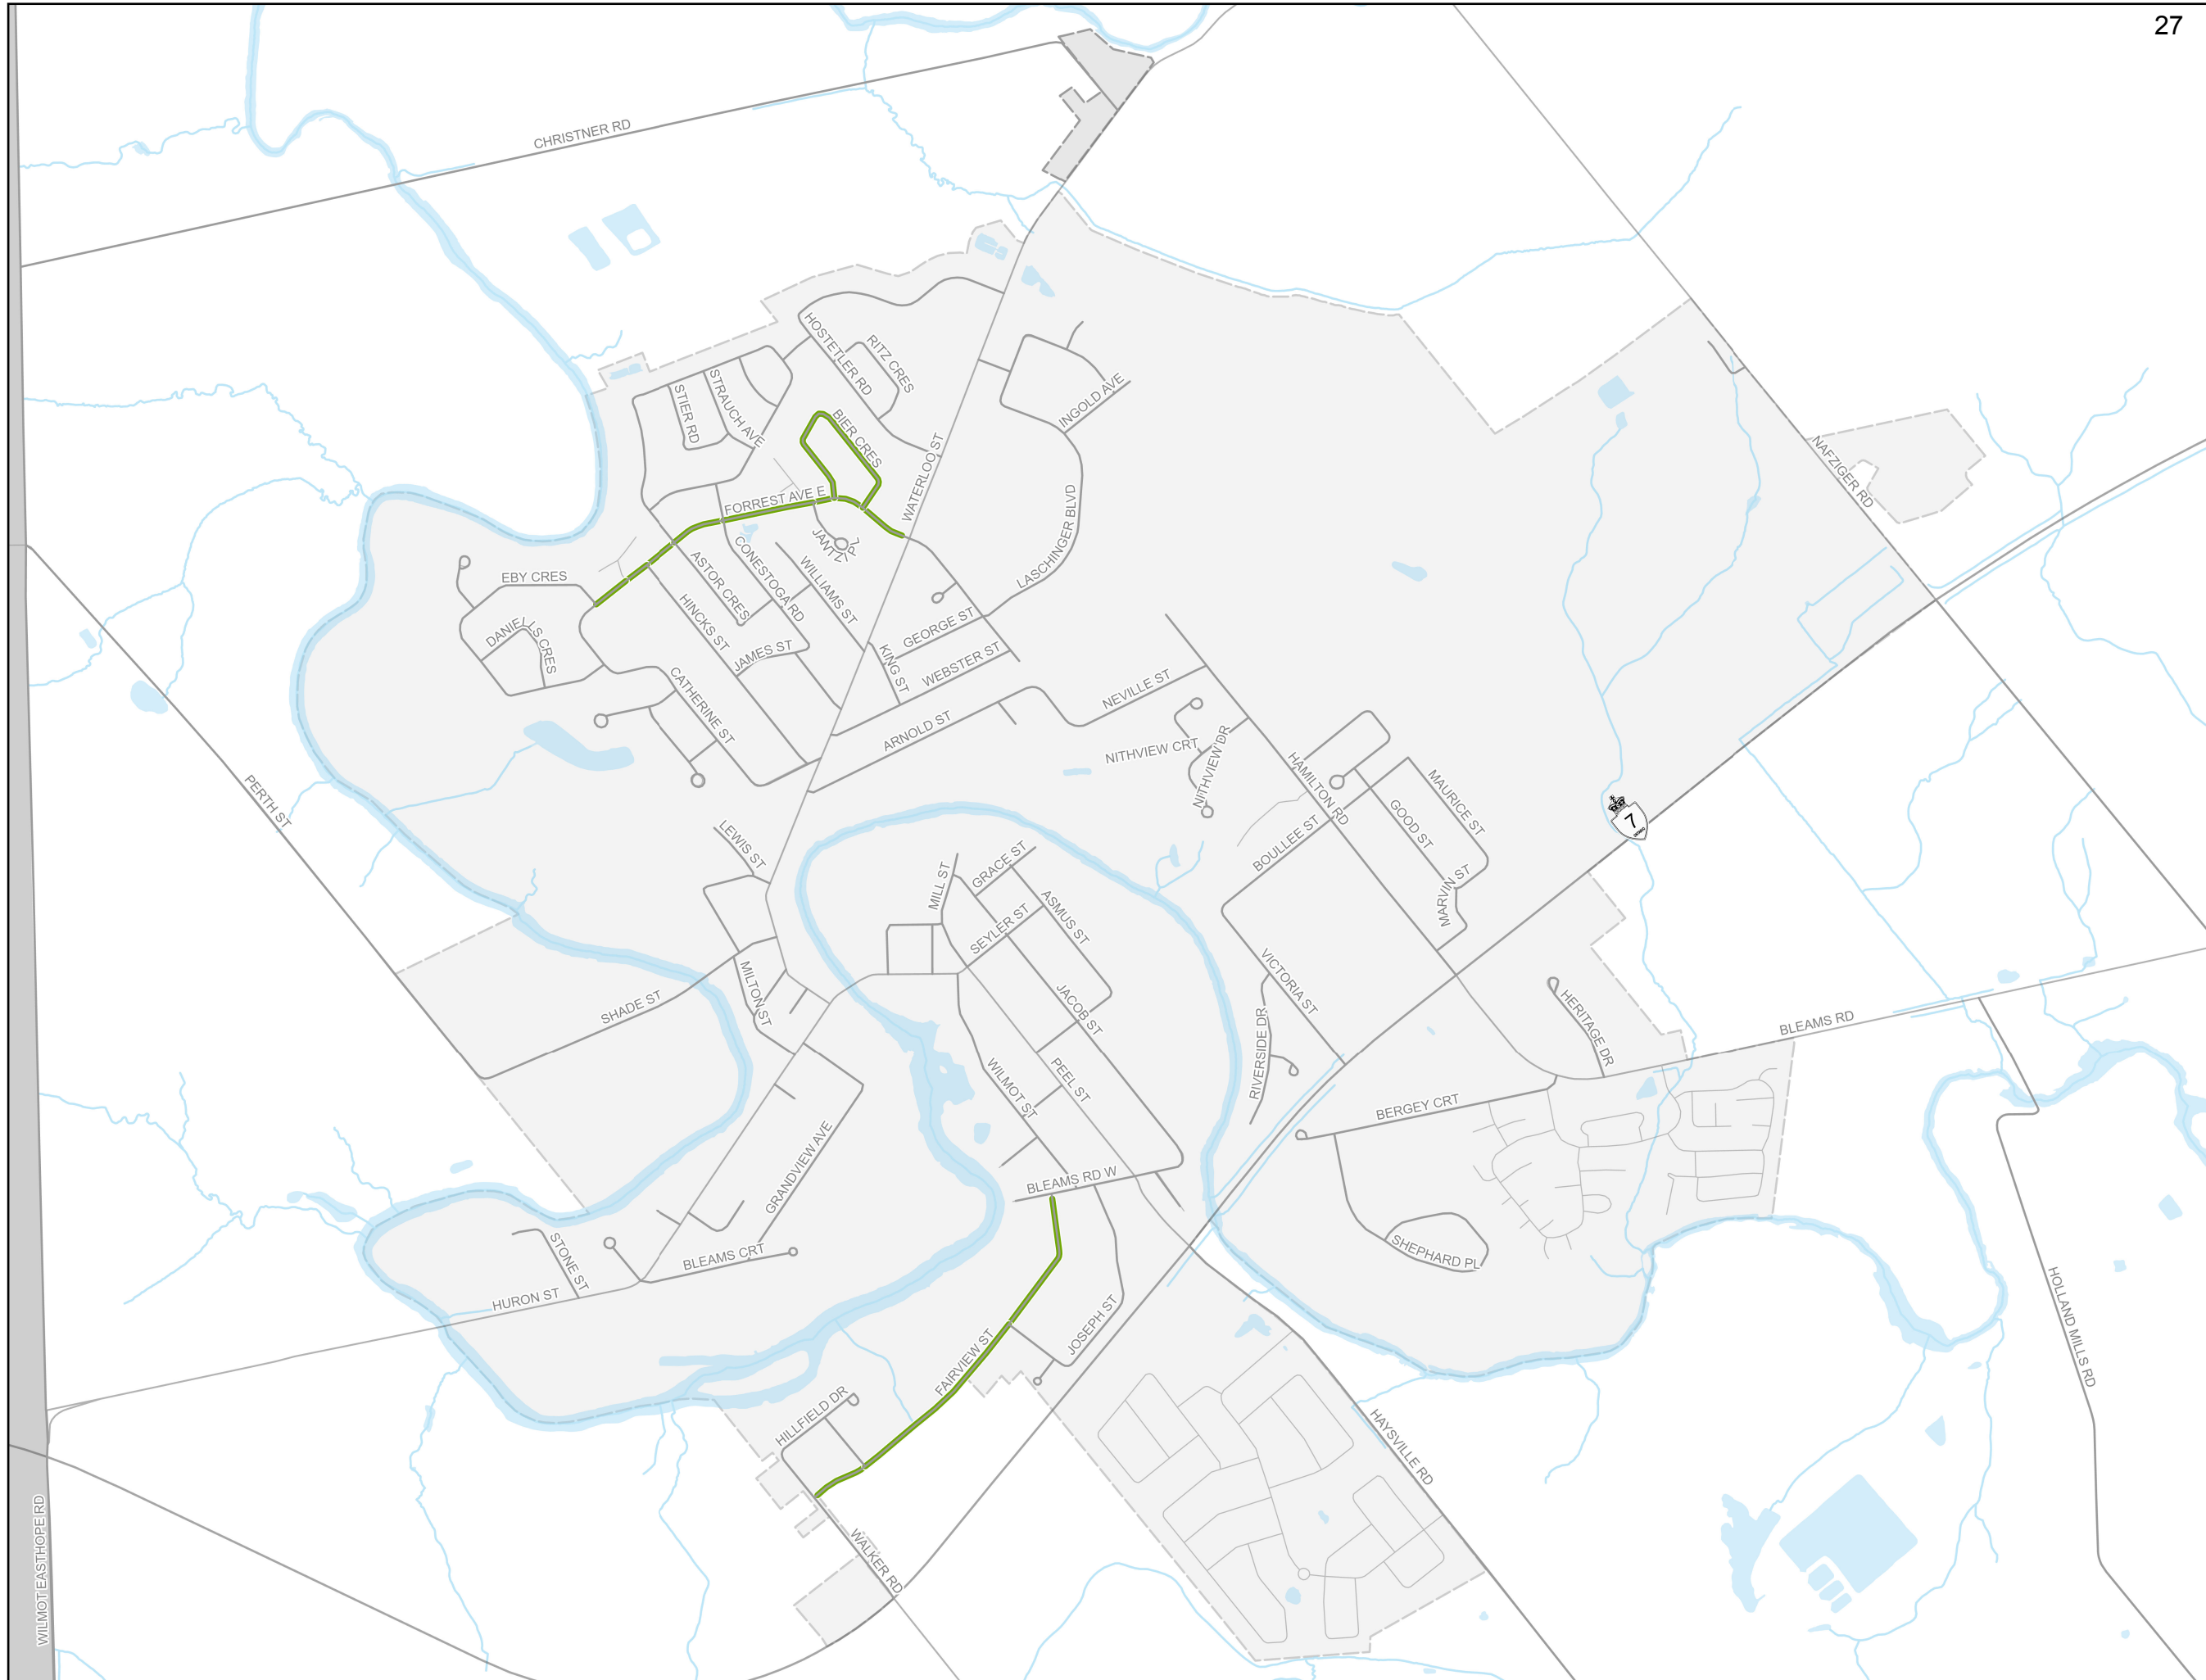 27
CHRISTNER RD
HOSTETLER RD
RITZ CRES
STRAUCH AVE
STIER RD
INGOLD AVE
BIER CRES
WATERLOO ST
NAFZIGER RD
FORREST AVE E
LASCHINGER BLVD
JANTZI PL
CONESTOGA RD
ASTOR CRES
WILLIAMS ST
EBY CRES
HINCKS ST
GEORGE ST
DANIELLS CRES
JAMES ST
KING ST
WEBSTER ST
CATHERINE ST
NEVILLE ST
ARNOLD ST
NITHVIEW CRT
NITHVIEW DR
HAMILTON RD
PERTH ST
MAURICE ST
GOOD ST
7
LEWIS ST
BOULLEE ST
GRACE ST
MILL ST
MARVIN ST
ASMUS ST
SEYLER ST
VICTORIA ST
MILTON ST
SHADE ST
JACOB ST
HERITAGE DR
BLEAMS RD
RIVERSIDE DR
PEEL ST
WILMOT ST
BERGEY CRT
GRANDVIEW AVE
BLEAMS RD W
SHEPHARD PL
STONE ST
BLEAMS CRT
HURON ST
HOLLAND MILLS RD
JOSEPH ST
FAIRVIEW ST
HILLFIELD DR
HAYSVILLE RD
WALKER RD
WILMOT EASTHOPE RD